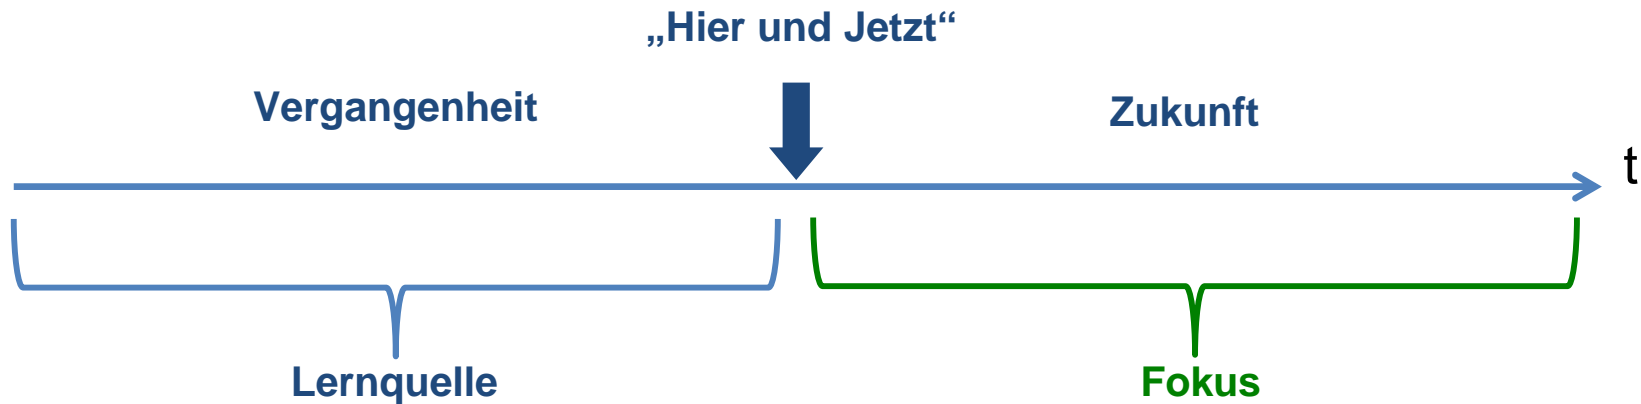 „Hier und Jetzt“
Vergangenheit
Zukunft
t
Lernquelle
Fokus